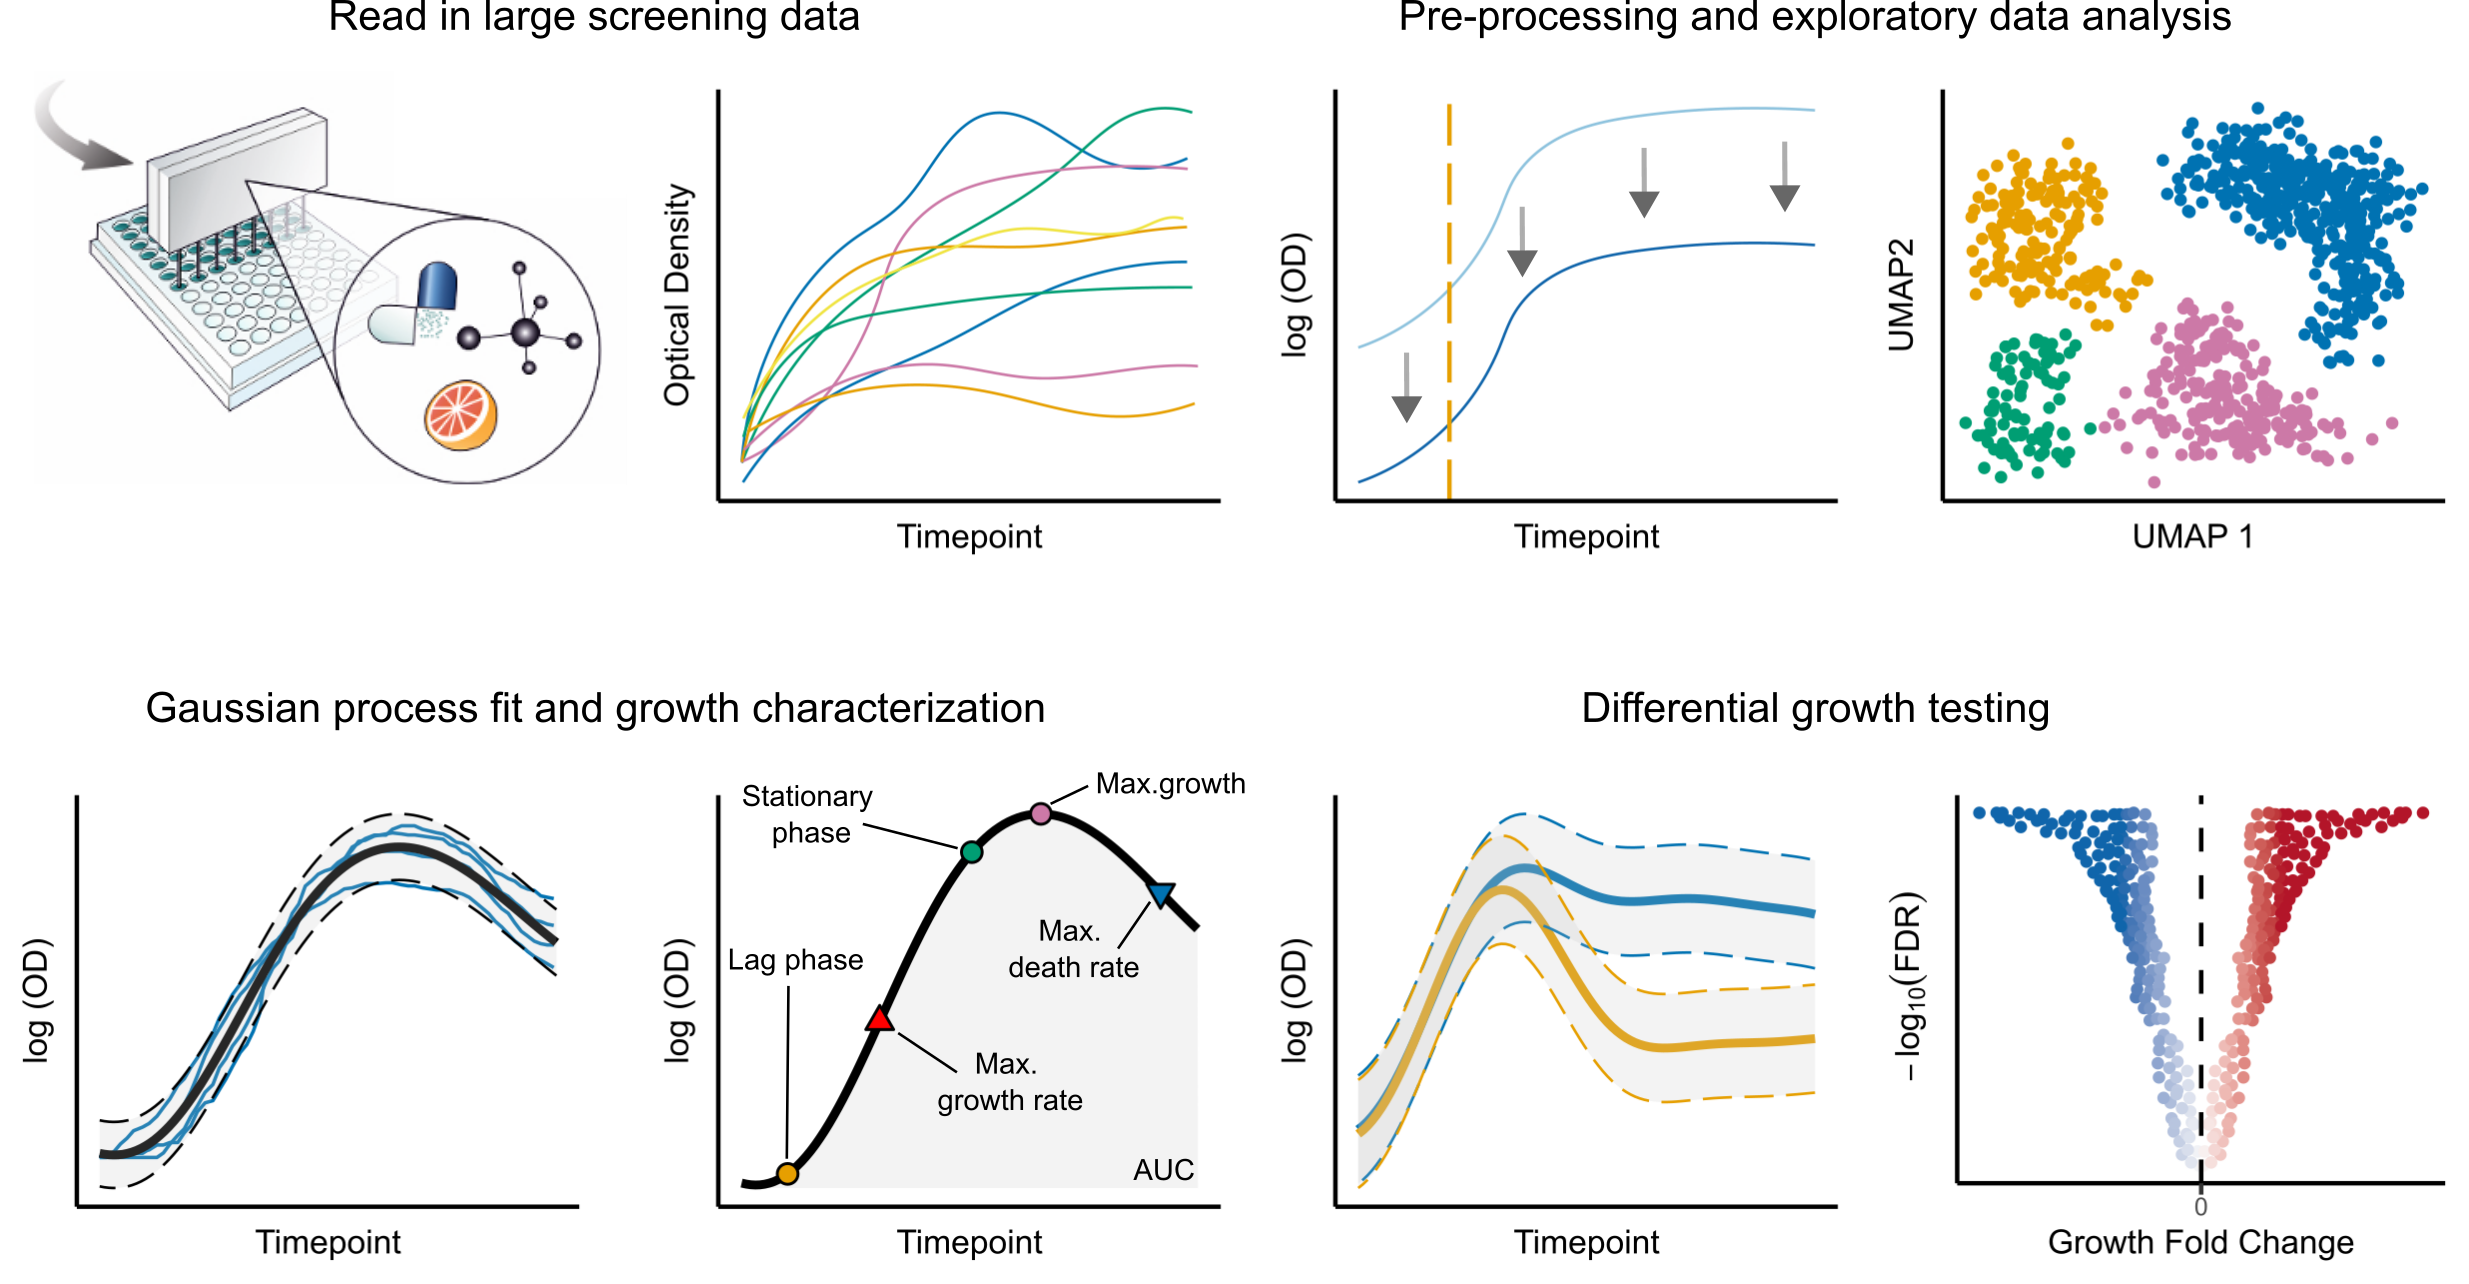 Read in large screening data
Pre-processing and exploratory data analysis
Optical Density
Timepoint
log (OD)
Timepoint
UMAP2
UMAP 1
Gaussian process fit and growth characterization
Differential growth testing
log (OD)
Timepoint
log (OD)
Stationary
phase
Max.growth
Lag phase
Max.
death rate
Max.
growth rate
AUC
Timepoint
log (OD)
Timepoint
– log10(FDR)
0
Growth Fold Change